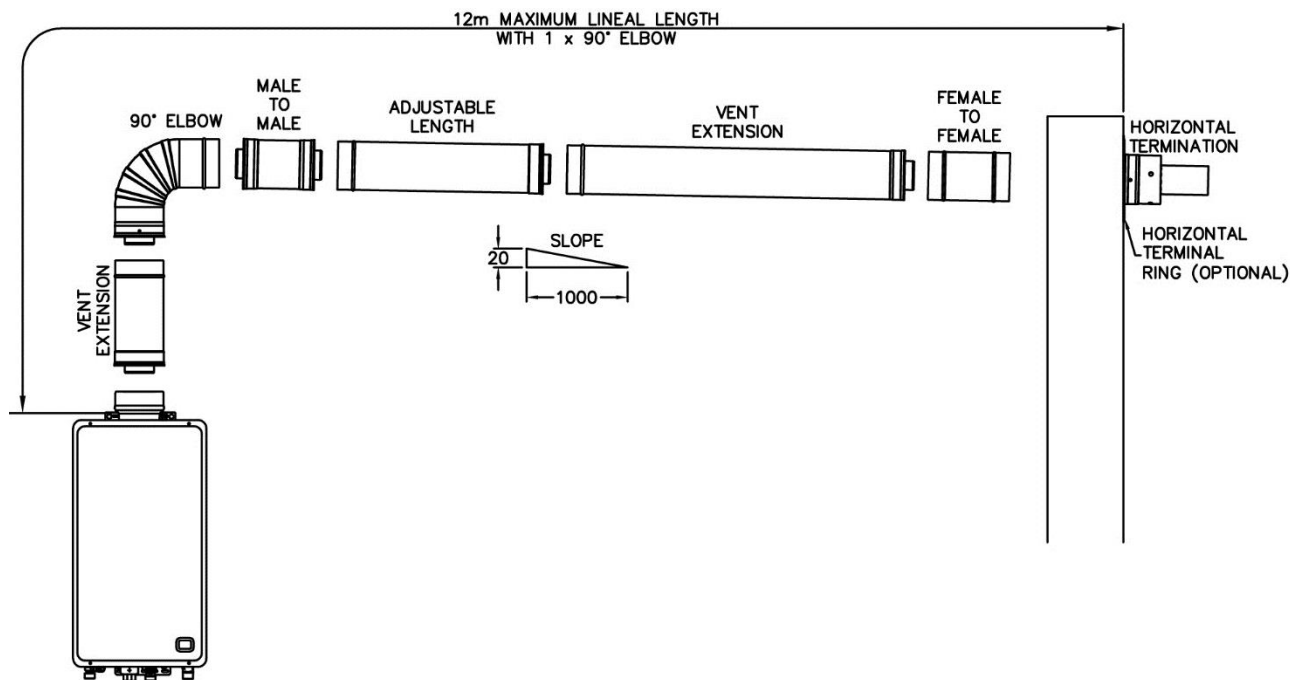 12m MAXIMUM LINEAL LENGTH
WITH 1 x 90° ELBOW
90° ELBOW
MALE
TO
MALE
ADJUSTABLE
LENGTH
VENT
EXTENSION
FEMALE
TO
FEMALE
HORIZONTAL
TERMINATION
HORIZONTAL
TERMINAL
RING (OPTIONAL)
SLOPE
20
1000
VENT
EXTENSION